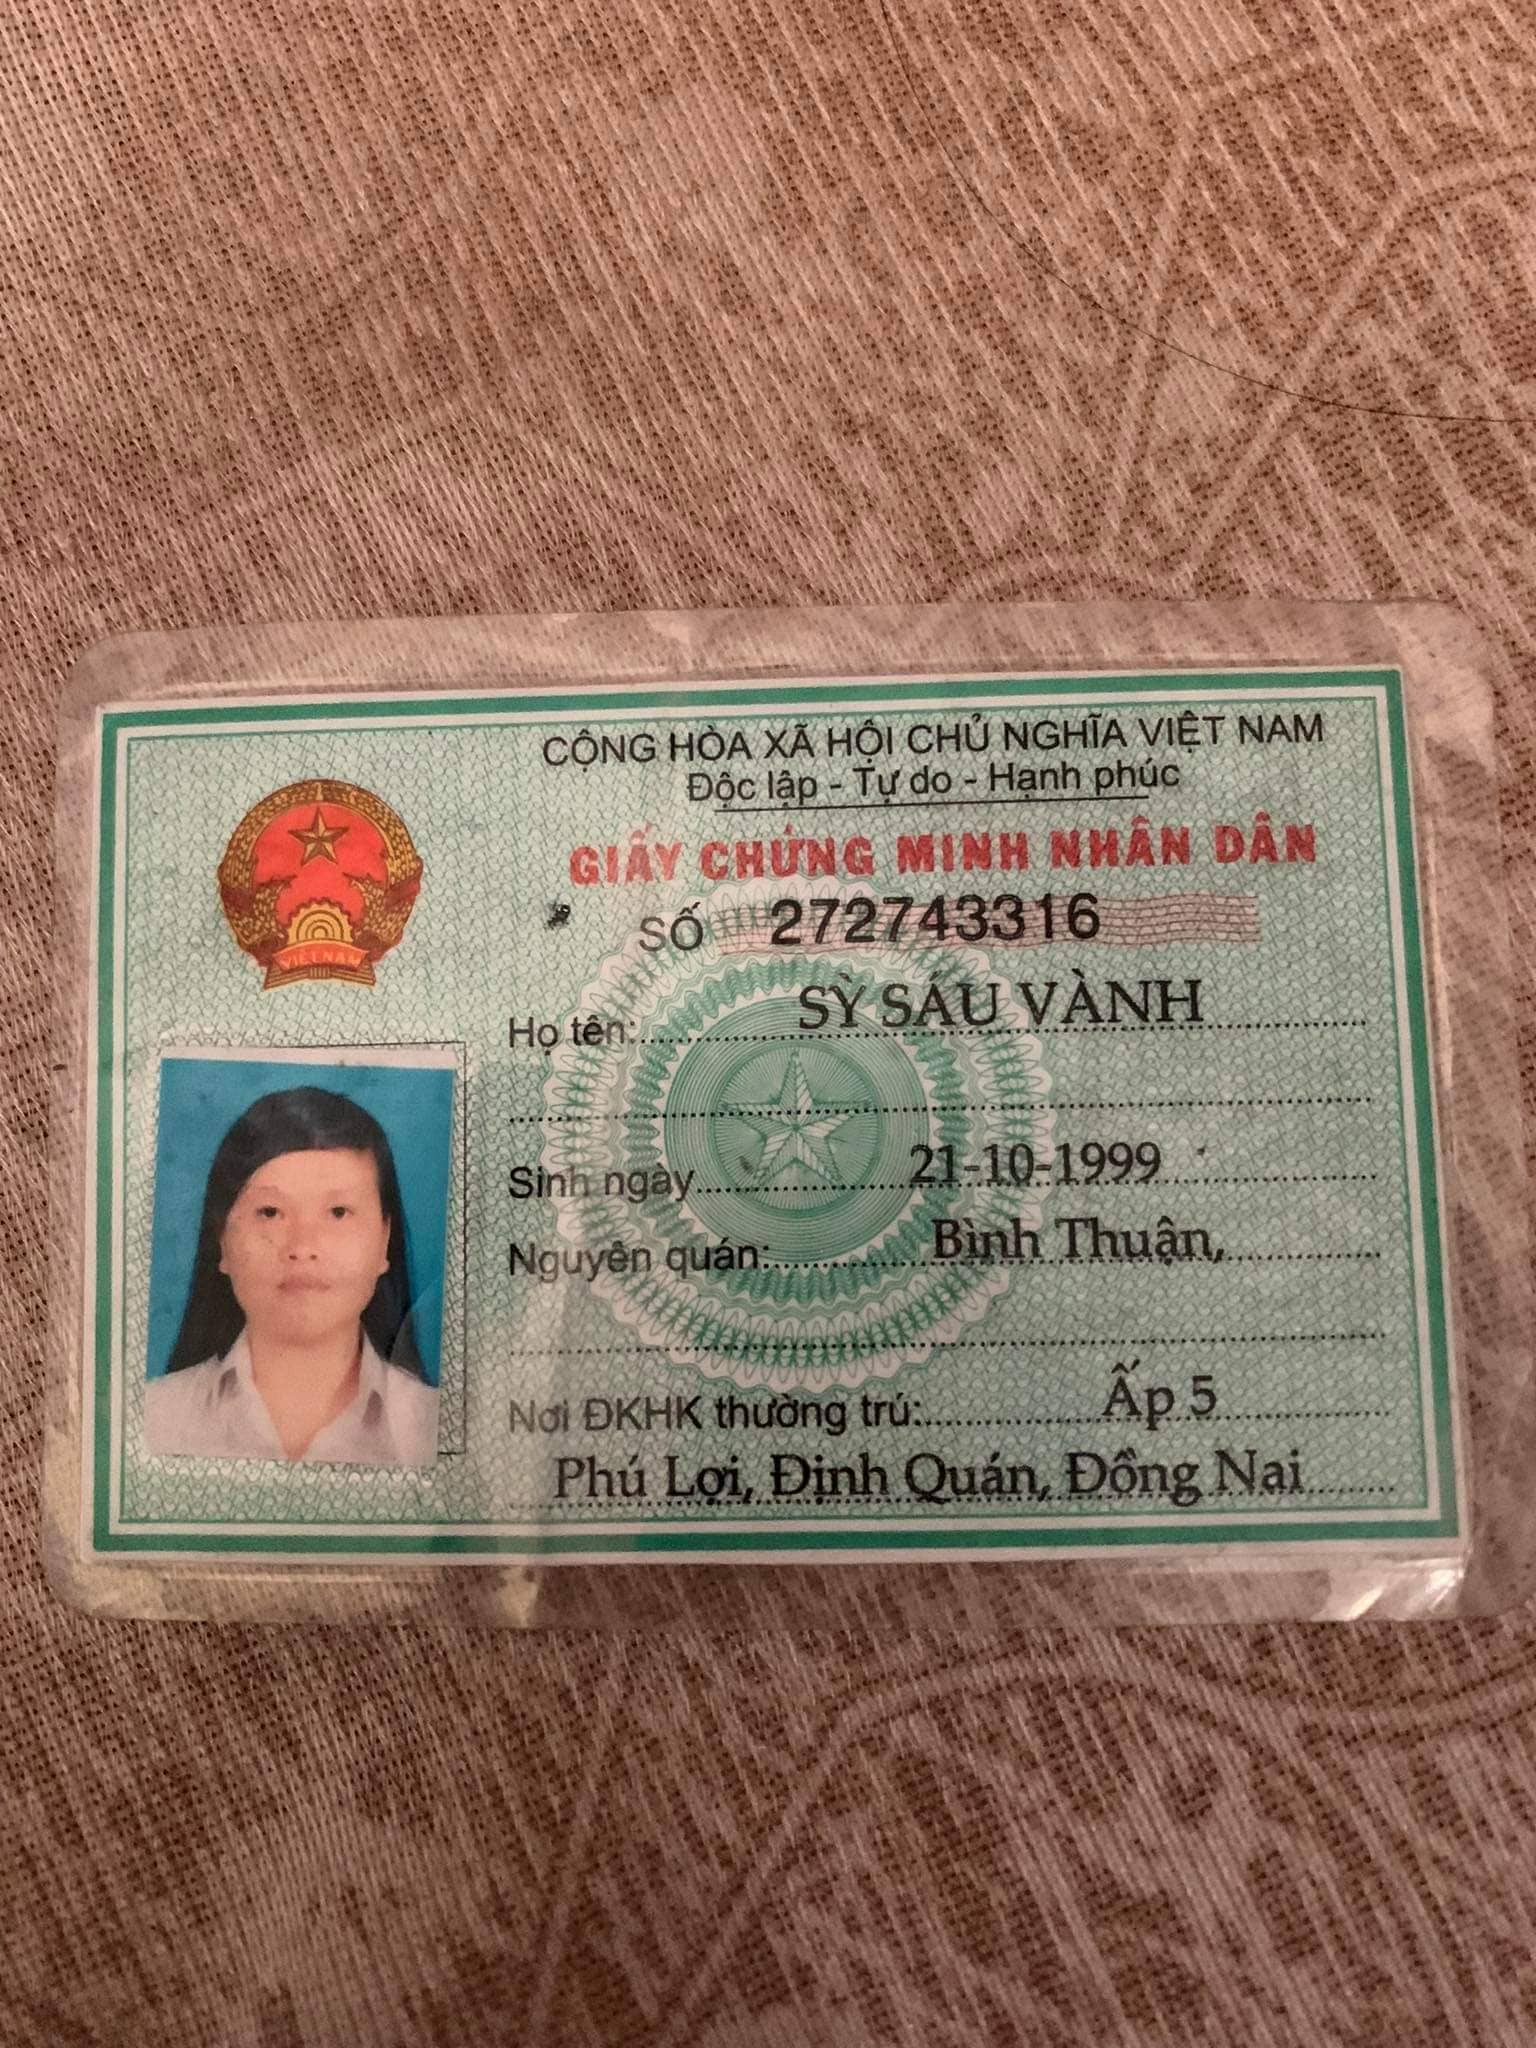 CỘNG HÒA XÃ HỘI CHỦ NGHĨA VIỆT NAM
Độc lập - Tự do - Hạnh phúc
GIẤY CHỨNG MINH NHÂN DÂN
SỐ 272743316
VIỆT NAM
Họ tên: SỲ SÁU VÀNH
Sinh ngày 21-10-1999
Nguyên quán: Bình Thuận,
Nơi ĐKHK thường trú: Ấp 5
Phú Lợi, Định Quán, Đồng Nai